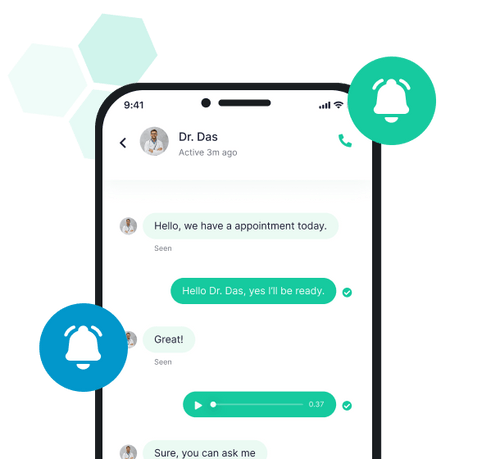 9:41
Dr. Das
Active 3m ago
Hello, we have a appointment today.
Seen
Hello Dr. Das, yes I'll be ready.
Great!
Seen
0.37
Sure, you can ask me